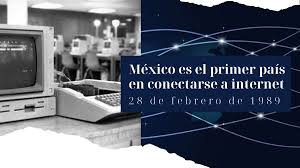 México es el primer país
en conectarse a internet
28 de febrero de 1989